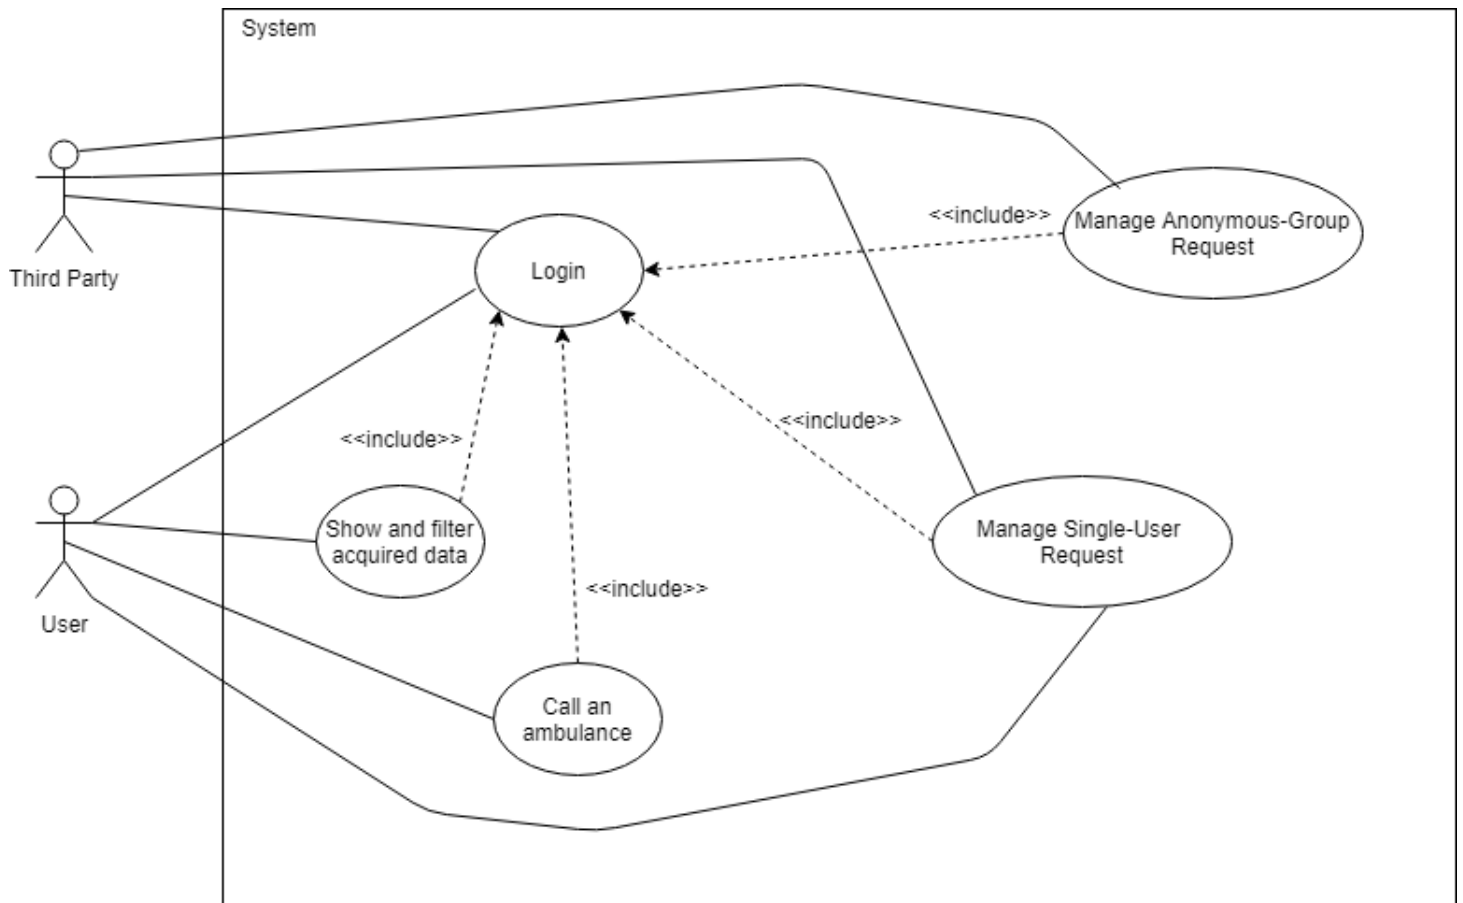 System
<<include>>
Manage Anonymous-Group
Request
Login
Third Party
<<include>>
<<include>>
Show and filter
acquired data
Manage Single-User
Request
<<include>>
User
Call an
ambulance